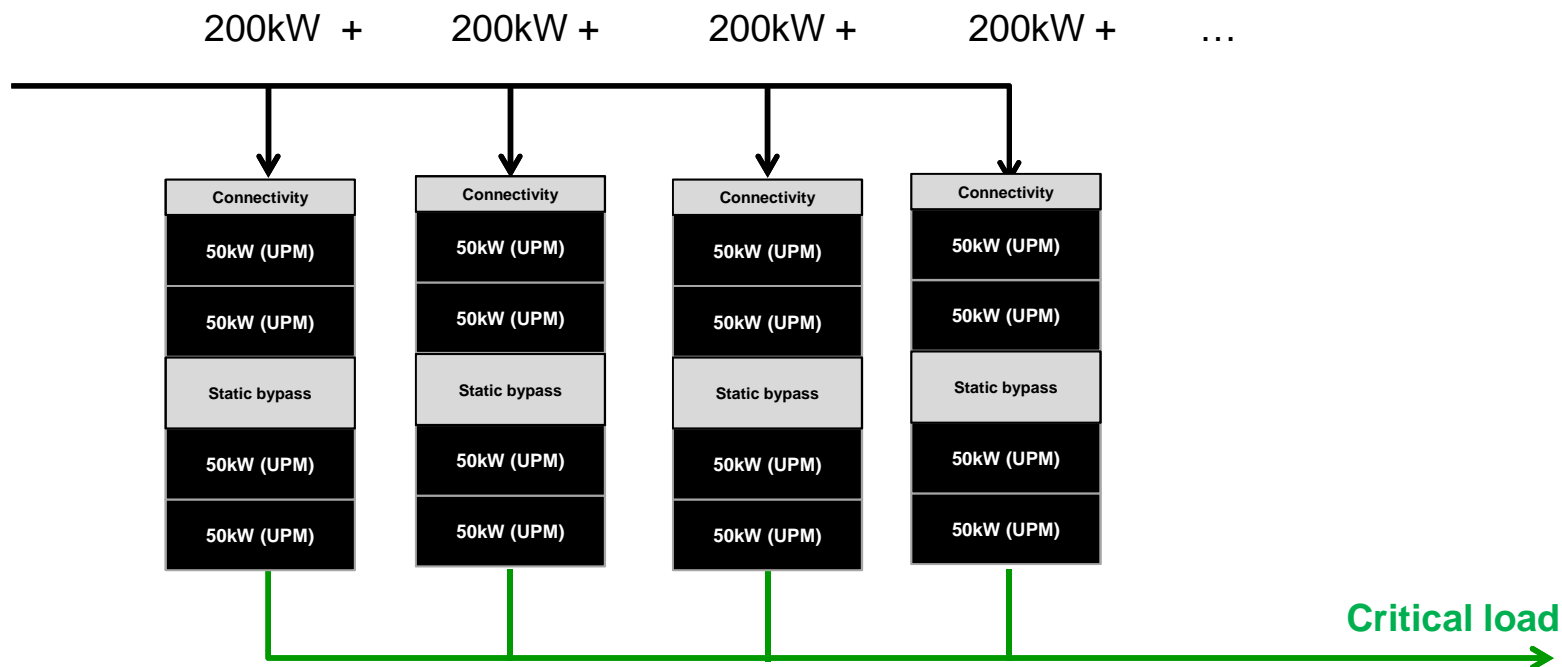 200kW + 200kW + 200kW + 200kW + …
Connectivity
50kW (UPM)
50kW (UPM)
Static bypass
50kW (UPM)
50kW (UPM)
Connectivity
50kW (UPM)
50kW (UPM)
Static bypass
50kW (UPM)
50kW (UPM)
Connectivity
50kW (UPM)
50kW (UPM)
Static bypass
50kW (UPM)
50kW (UPM)
Connectivity
50kW (UPM)
50kW (UPM)
Static bypass
50kW (UPM)
50kW (UPM)
Critical load